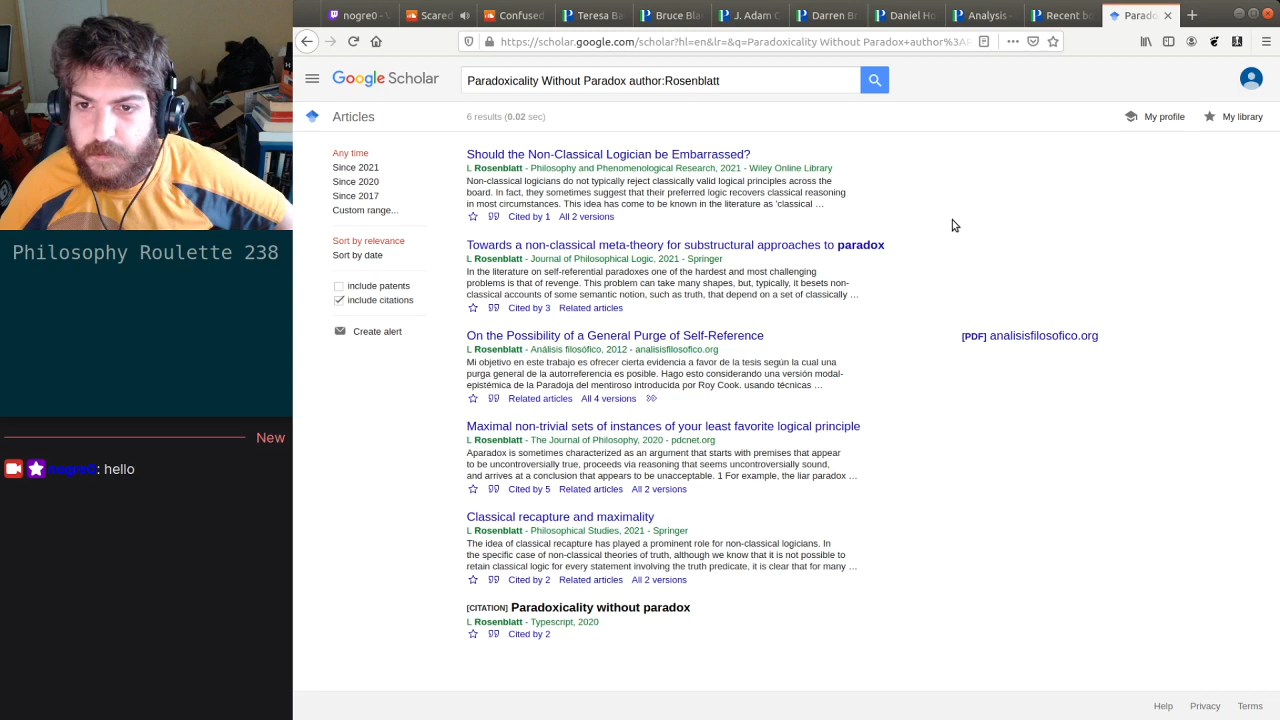 nogre0-
Scared
Confused
Teresa Ba
Bruce Bla
J. Adam C
Darren Br
Daniel Ho
Analysis -
Recent bo
Parado
https://scholar.google.com/scholar?hl=en&lr=&q=Paradoxicality Without Paradox+author%3AR
Google Scholar
Paradoxicality Without Paradox author:Rosenblatt
Articles
6 results (0.02 sec)
My profile
My library
Any time
Since 2021
Since 2020
Since 2017
Custom range...
Sort by relevance
Sort by date
include patents
include citations
Create alert
Should the Non-Classical Logician be Embarrassed?
L Rosenblatt - Philosophy and Phenomenological Research, 2021 - Wiley Online Library
Non-classical logicians do not typically reject classically valid logical principles across the
board. In fact, they sometimes suggest that their preferred logic recovers classical reasoning
in most circumstances. This idea has come to be known in the literature as 'classical …
Cited by 1 All 2 versions
Towards a non-classical meta-theory for substructural approaches to paradox
L Rosenblatt - Journal of Philosophical Logic, 2021 - Springer
In the literature on self-referential paradoxes one of the hardest and most challenging
problems is that of revenge. This problem can take many shapes, but, typically, it besets non-
classical accounts of some semantic notion, such as truth, that depend on a set of classically …
Cited by 3 Related articles
On the Possibility of a General Purge of Self-Reference
[PDF] analisisfilosofico.org
L Rosenblatt - Análisis filosófico, 2012 - analisisfilosofico.org
Mi objetivo en este trabajo es ofrecer cierta evidencia a favor de la tesis según la cual una
purga general de la autorreferencia es posible. Hago esto considerando una versión modal-
epistémica de la Paradoja del mentiroso introducida por Roy Cook. usando técnicas …
Related articles All 4 versions
Maximal non-trivial sets of instances of your least favorite logical principle
L Rosenblatt - The Journal of Philosophy, 2020 - pdcnet.org
Aparadox is sometimes characterized as an argument that starts with premises that appear
to be uncontroversially true, proceeds via reasoning that seems uncontroversially sound,
and arrives at a conclusion that appears to be unacceptable. 1 For example, the liar paradox …
Cited by 5 Related articles All 2 versions
Classical recapture and maximality
L Rosenblatt - Philosophical Studies, 2021 - Springer
The idea of classical recapture has played a prominent role for non-classical logicians. In
the specific case of non-classical theories of truth, although we know that it is not possible to
retain classical logic for every statement involving the truth predicate, it is clear that for many …
Cited by 2 Related articles All 2 versions
[CITATION] Paradoxicality without paradox
L Rosenblatt - Typescript, 2020
Cited by 2
Help
Privacy
Terms
Philosophy Roulette 238
New
nogre0: hello